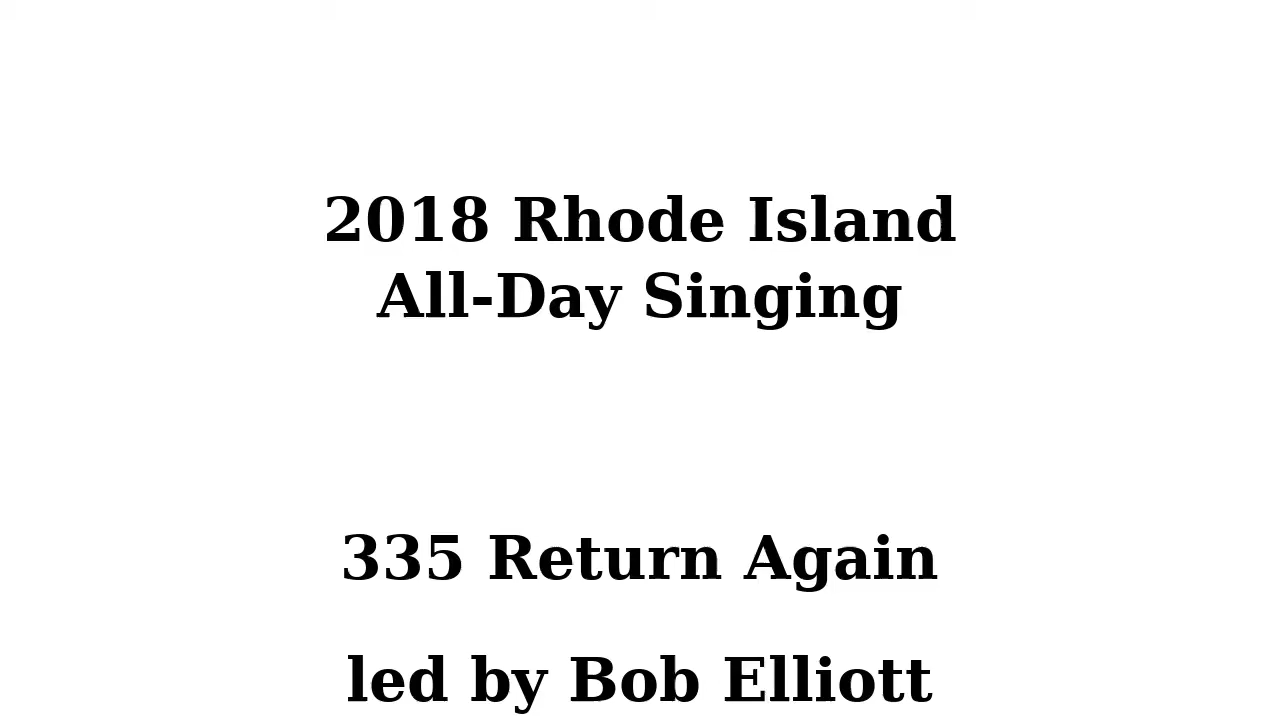 2018 Rhode Island
All-Day Singing
335 Return Again
led by Bob Elliott